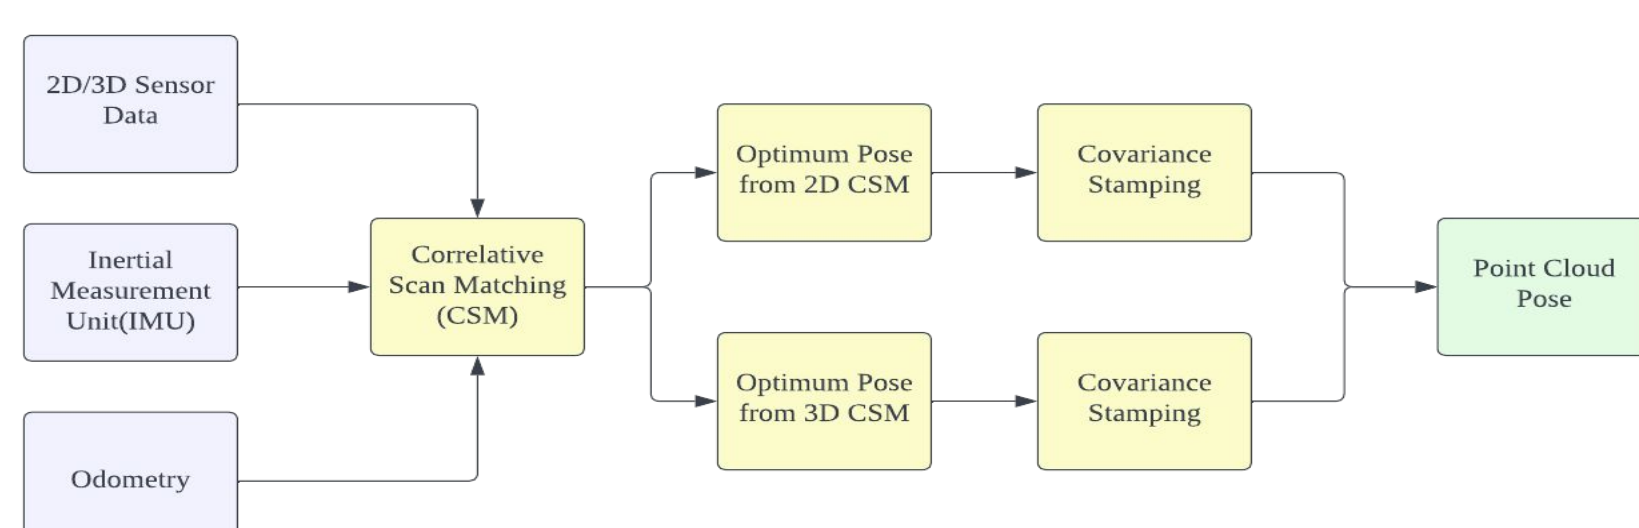 2D/3D Sensor
Data
Inertial
Measurement
Unit(IMU)
Odometry
Correlative
Scan Matching
(CSM)
Optimum Pose
from 2D CSM
Covariance
Stamping
Optimum Pose
from 3D CSM
Covariance
Stamping
Point Cloud
Pose